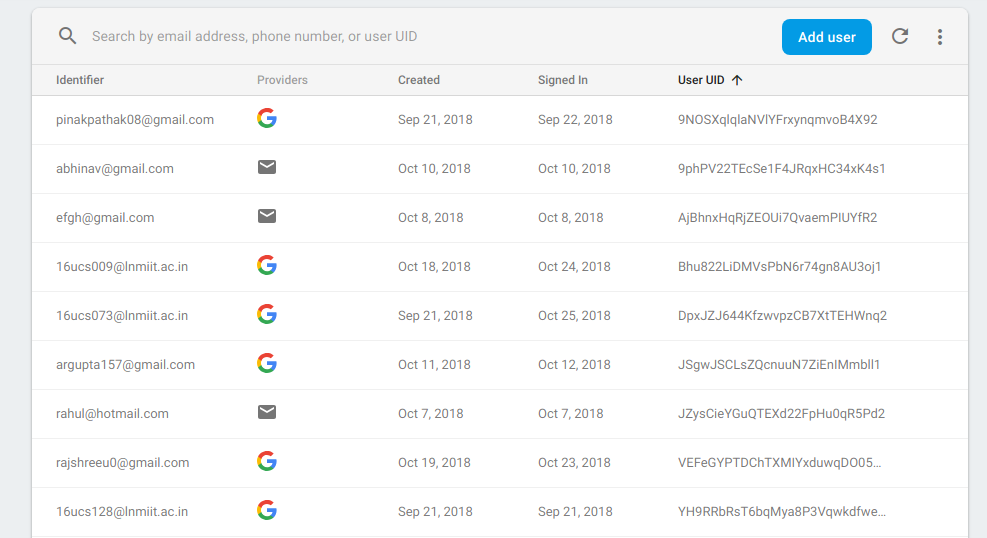 Search by email address, phone number, or user UID Add user
Identifier Providers Created Signed In User UID
pinakpathak08@gmail.com Sep 21, 2018 Sep 22, 2018 9NOSXqIqlaNVlYFrxynqmvoB4X92
abhinav@gmail.com Oct 10, 2018 Oct 10, 2018 9phPV22TEcSe1F4JRqxHC34xK4s1
efgh@gmail.com Oct 8, 2018 Oct 8, 2018 AjBhnxHqRjZEOUi7QvaemPIUYfR2
16ucs009@lnmiit.ac.in Oct 18, 2018 Oct 24, 2018 Bhu822LiDMVsPbN6r74gn8AU3oj1
16ucs073@lnmiit.ac.in Sep 21, 2018 Oct 25, 2018 DpxJZJ644KfzwvpzCB7XtTEHWnq2
argupta157@gmail.com Oct 11, 2018 Oct 12, 2018 JSgwJSCLsZQcnuuN7ZiEnIMmbll1
rahul@hotmail.com Oct 7, 2018 Oct 7, 2018 JZysCieYGuQTEXd22FpHu0qR5Pd2
rajshreeu0@gmail.com Oct 19, 2018 Oct 23, 2018 VEFeGYPTDChTXMIYxduwqDO05...
16ucs128@lnmiit.ac.in Sep 21, 2018 Sep 21, 2018 YH9RRbRsT6bqMya8P3Vqwkdfwe...